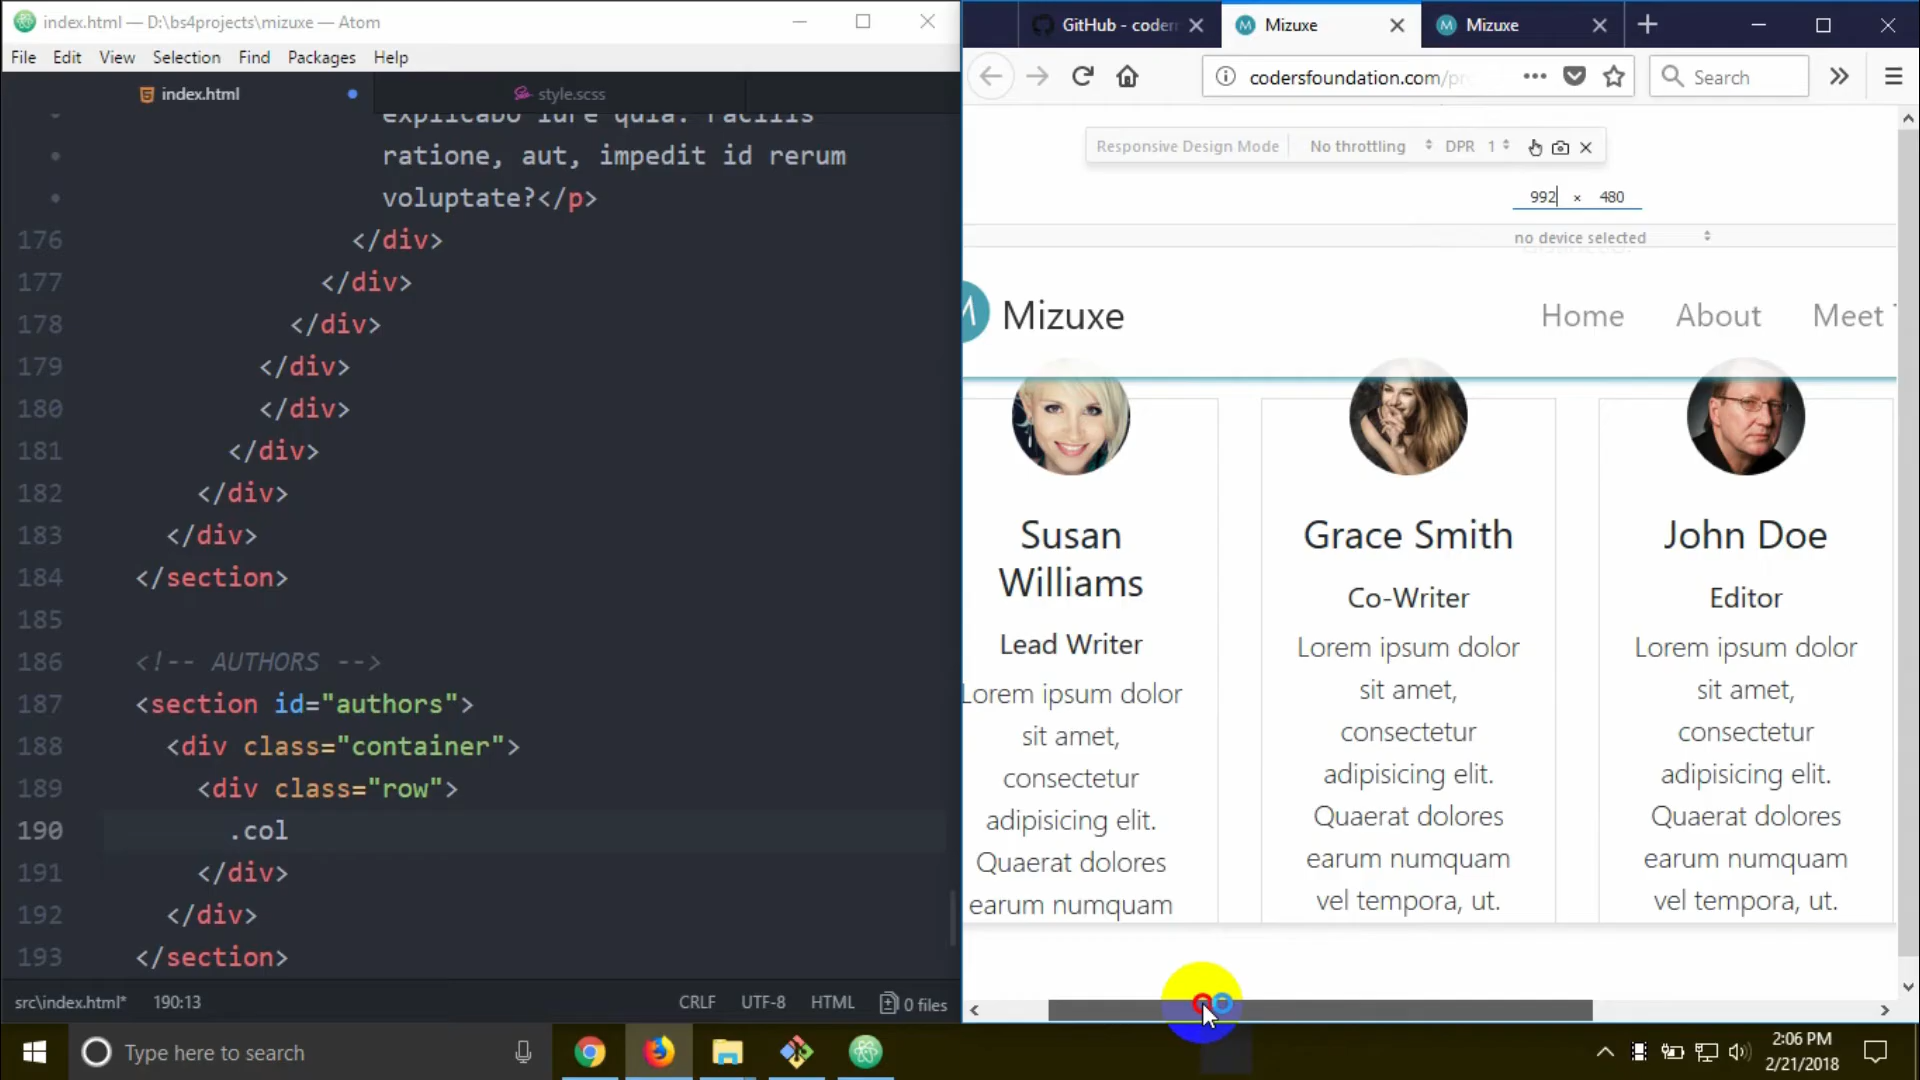 index.html — D:\bs4projects\mizuxe — Atom
File Edit View Selection Find Packages Help
index.html
style.scss
explicabo iure quia. Facilis
ratione, aut, impedit id rerum
voluptate?</p>
176 </div>
177 </div>
178 </div>
179 </div>
180 </div>
181 </div>
182 </div>
183 </div>
184 </section>
185
186 <!-- AUTHORS -->
187 <section id="authors">
188 <div class="container">
189 <div class="row">
190 .col
191 </div>
192 </div>
193 </section>
src\index.html* 190:13 CRLF UTF-8 HTML 0 files
GitHub - coder
Mizuxe
Mizuxe
codersfoundation.com/pr
Search
Responsive Design Mode No throttling DPR 1
992 × 480
no device selected
M Mizuxe
Home About Meet
Susan
Williams
Lead Writer
Lorem ipsum dolor
sit amet,
consectetur
adipisicing elit.
Quaerat dolores
earum numquam
Grace Smith
Co-Writer
Lorem ipsum dolor
sit amet,
consectetur
adipisicing elit.
Quaerat dolores
earum numquam
vel tempora, ut.
John Doe
Editor
Lorem ipsum dolor
sit amet,
consectetur
adipisicing elit.
Quaerat dolores
earum numquam
vel tempora, ut.
Type here to search
2:06 PM
2/21/2018